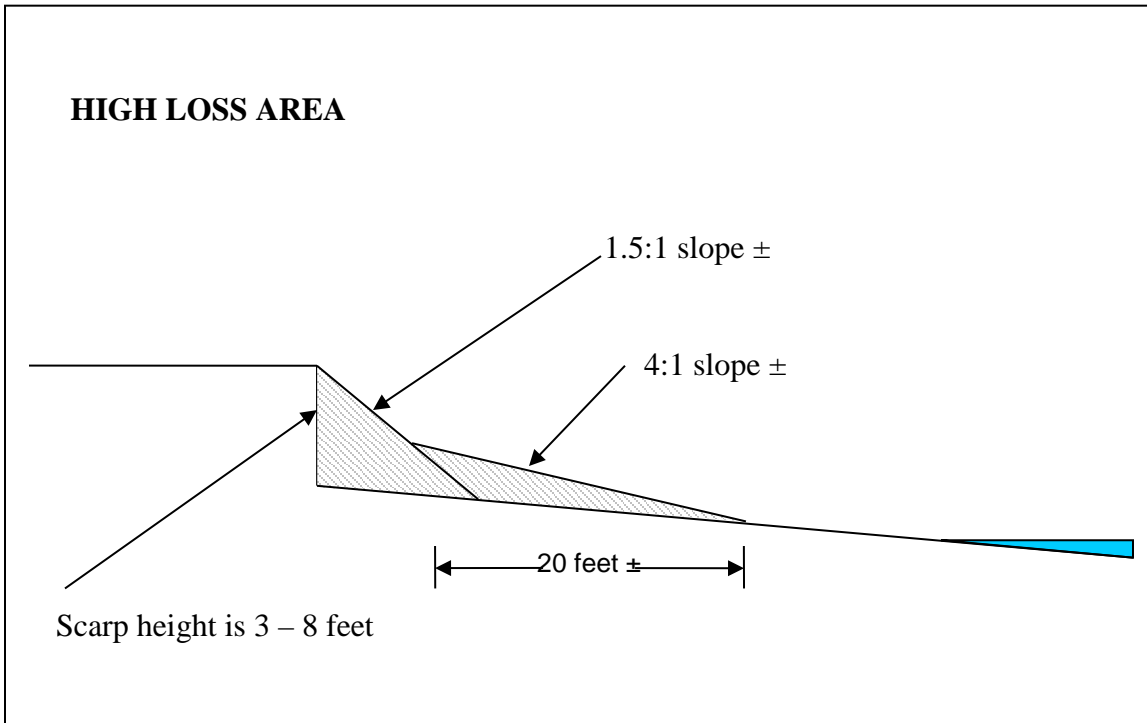 HIGH LOSS AREA
1.5:1 slope ±
4:1 slope ±
20 feet ±
Scarp height is 3 – 8 feet